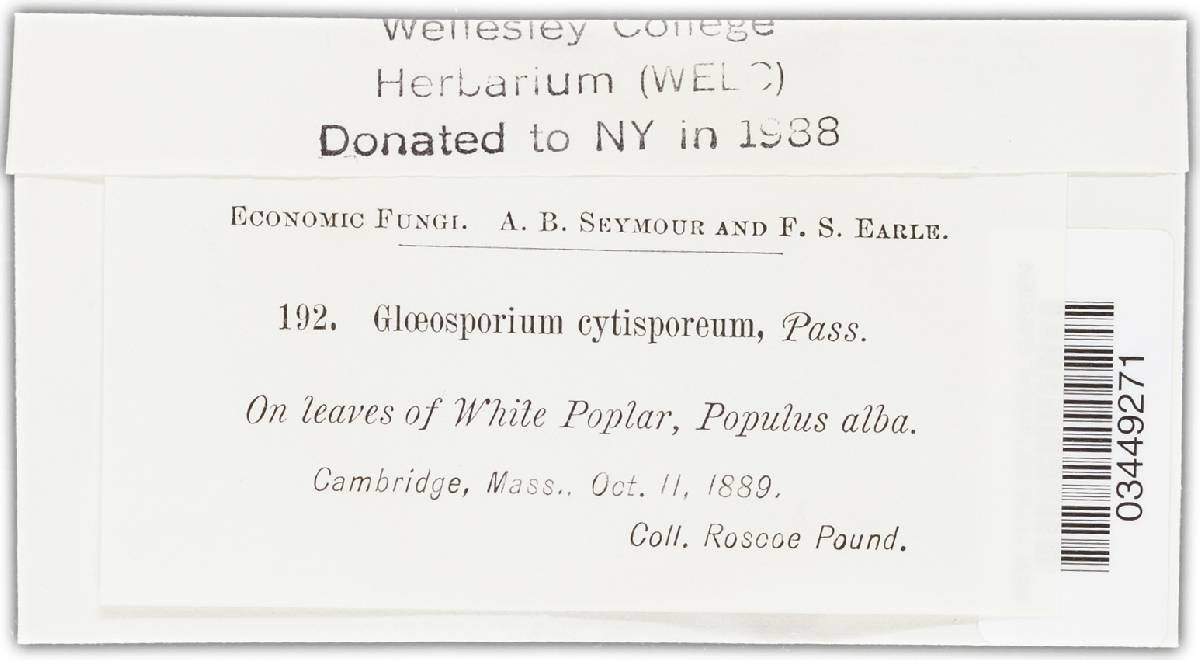 Wellesley College
Herbarium (WELC)
Donated to NY in 1988
ECONOMIC FUNGI. A. B. SEYMOUR AND F. S. EARLE.
192. Glœosporium cytisporeum, Pass.
On leaves of White Poplar, Populus alba.
Cambridge, Mass.. Oct. 11, 1889.
Coll. Roscoe Pound.
03449271